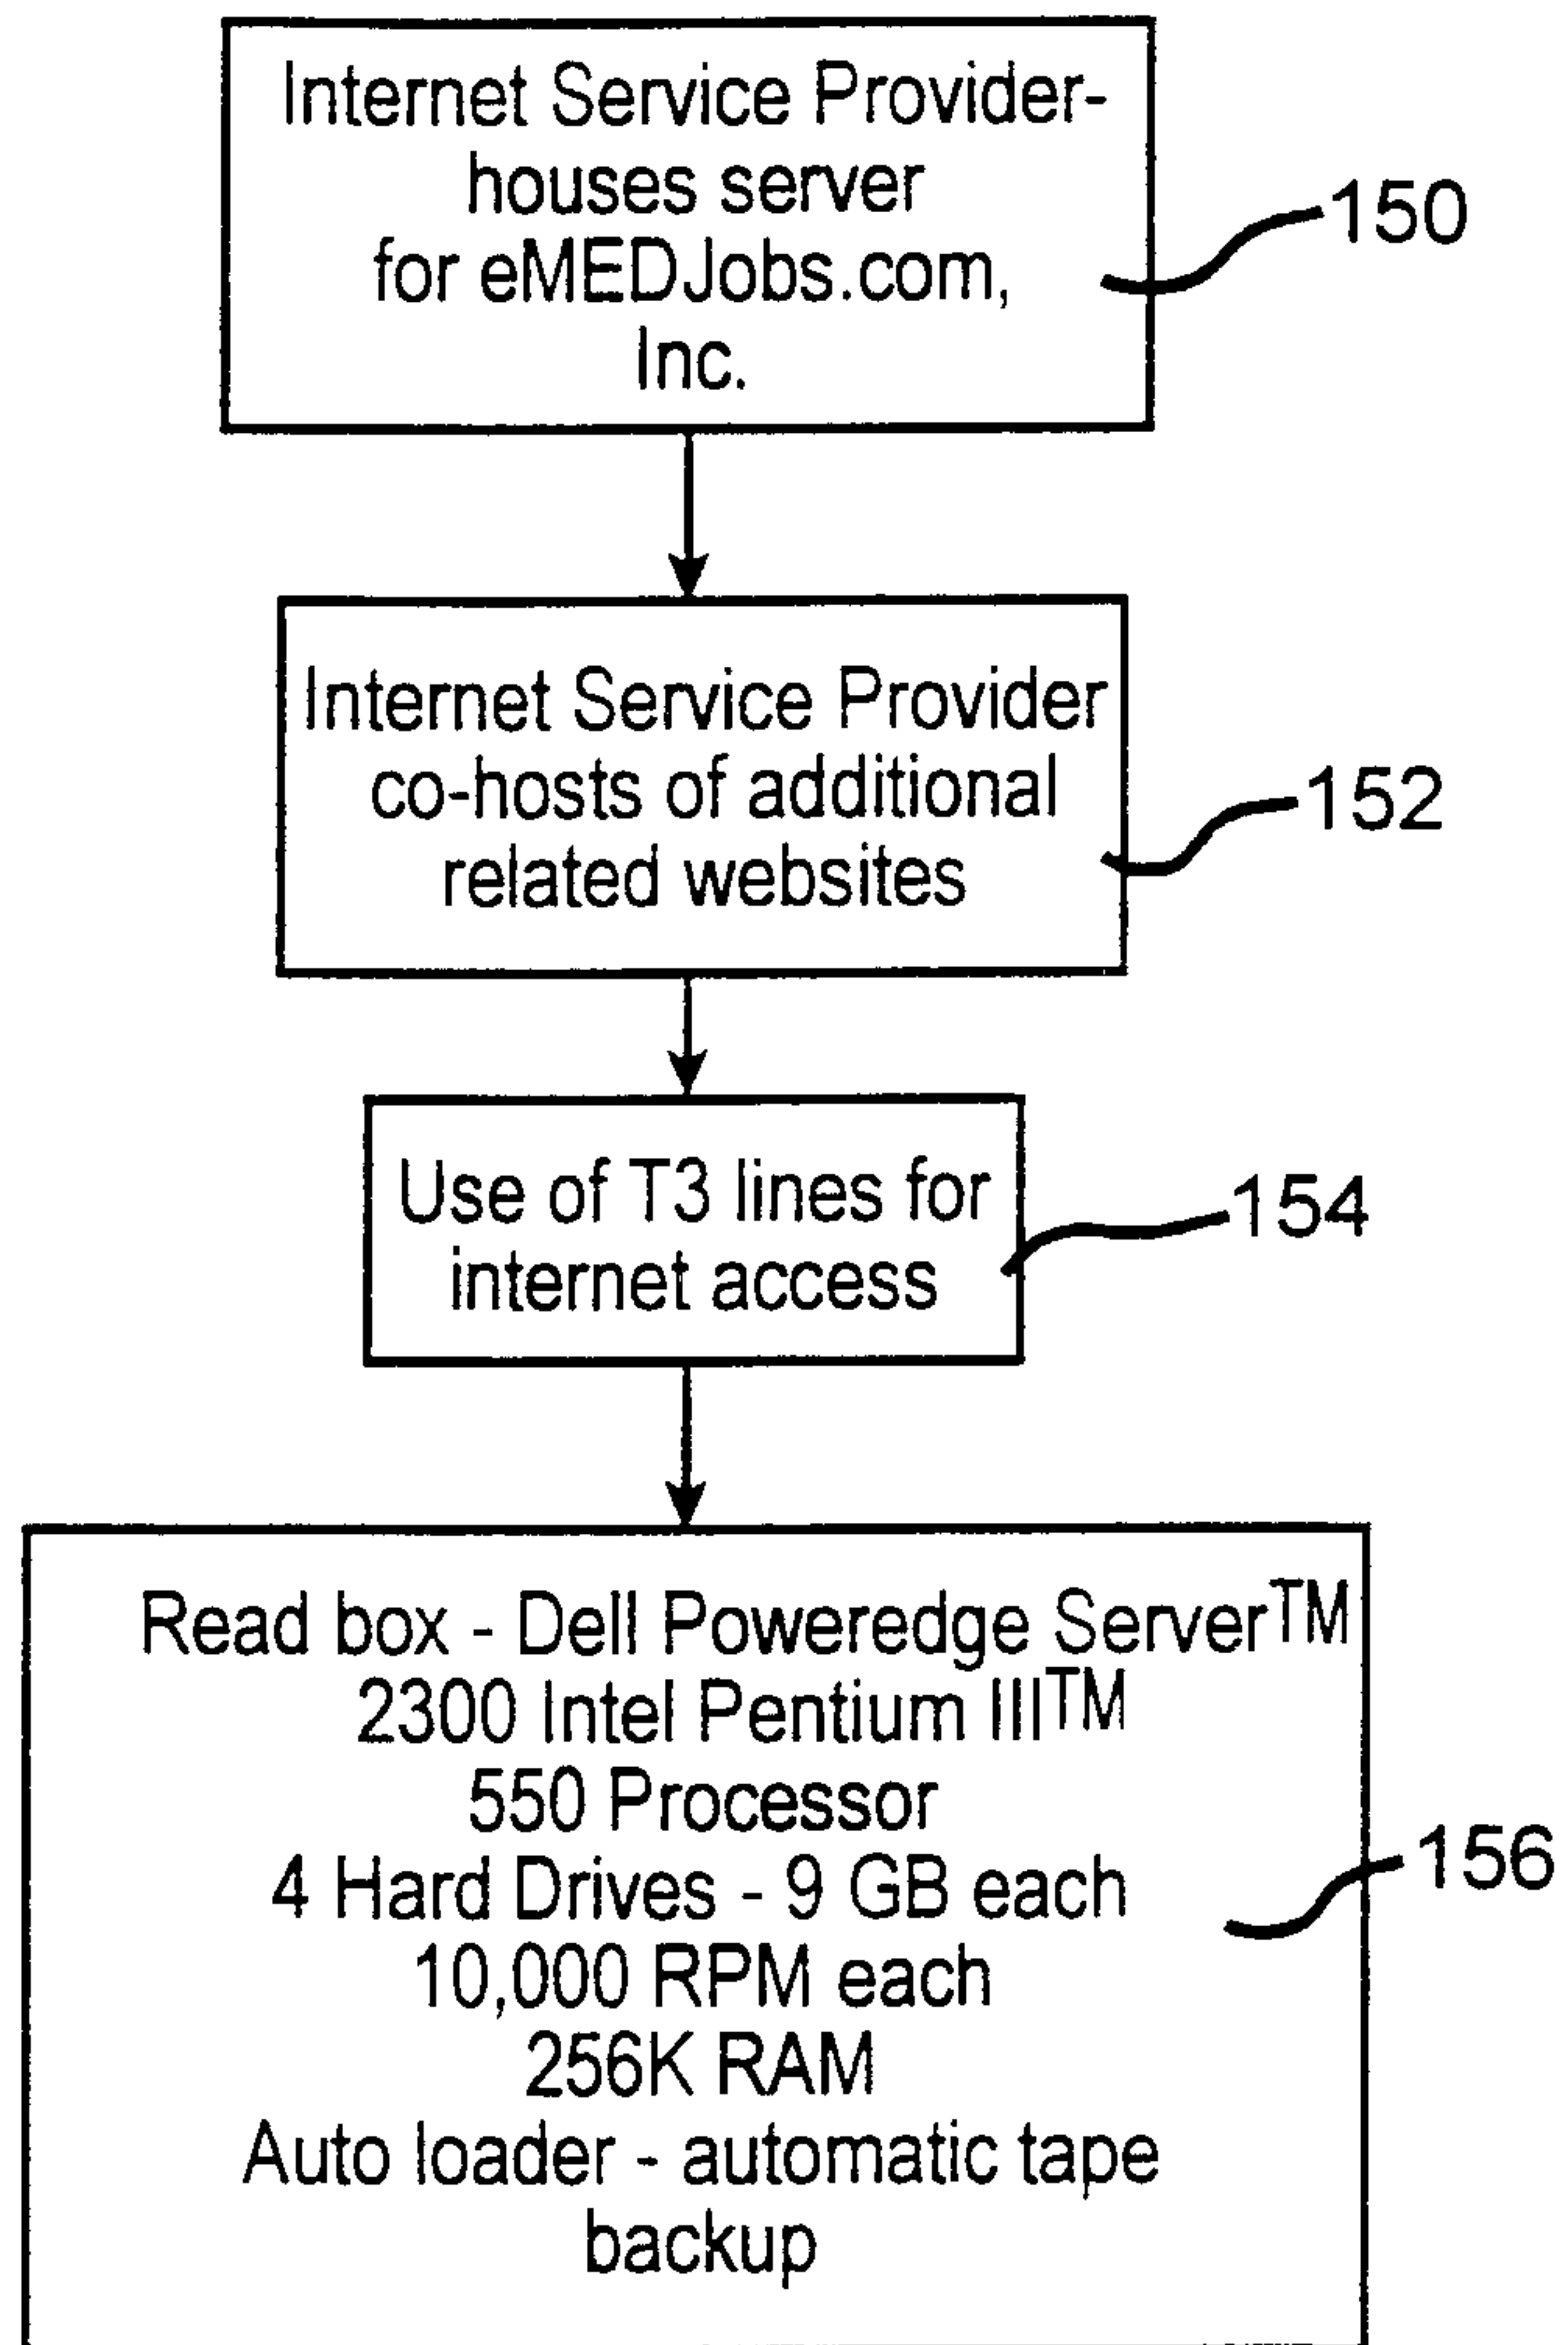 Internet Service Provider-
houses server
for eMEDJobs.com,
Inc.
150
Internet Service Provider
co-hosts of additional
related websites
152
Use of T3 lines for
internet access
154
Read box - Dell Poweredge Server™
2300 Intel Pentium III™
550 Processor
4 Hard Drives - 9 GB each
10,000 RPM each
256K RAM
Auto loader - automatic tape
backup
156